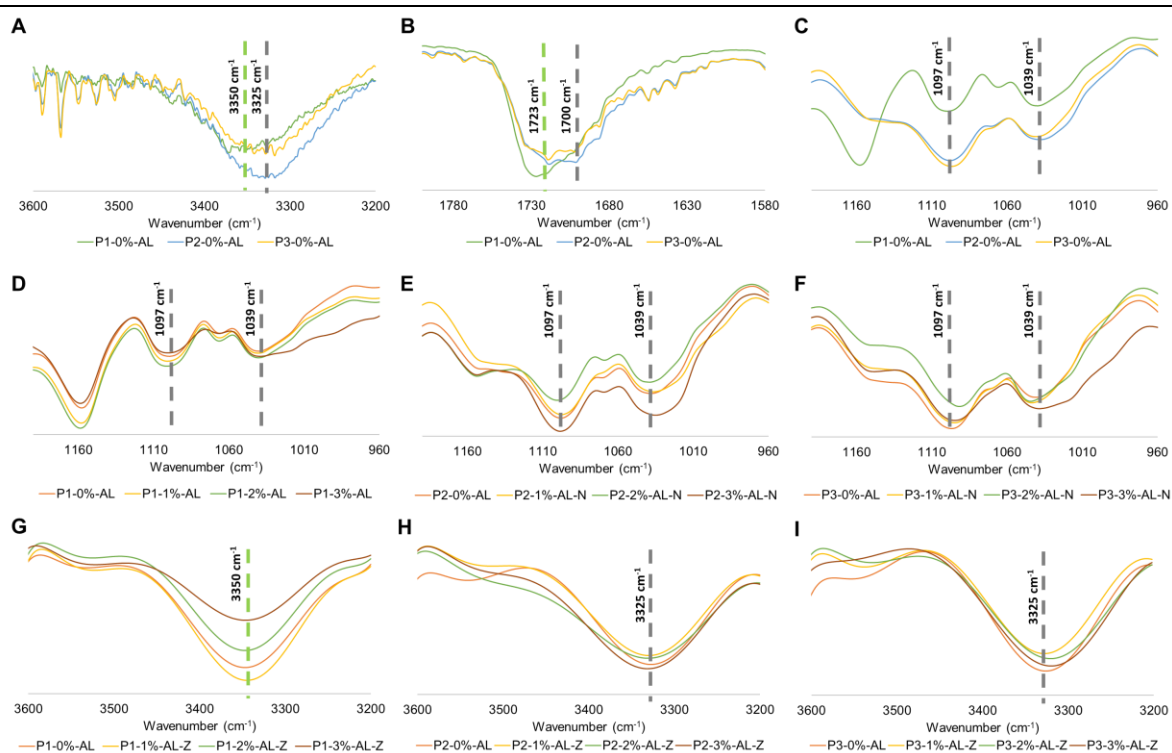 A
3350 cm⁻¹
3325 cm⁻¹
3600 3500 3400 3300 3200
Wavenumber (cm⁻¹)
P1-0%-AL P2-0%-AL P3-0%-AL
B
1723 cm⁻¹
1700 cm⁻¹
1780 1730 1680 1630 1580
Wavenumber (cm⁻¹)
P1-0%-AL P2-0%-AL P3-0%-AL
C
1097 cm⁻¹
1039 cm⁻¹
1160 1110 1060 1010 960
Wavenumber (cm⁻¹)
P1-0%-AL P2-0%-AL P3-0%-AL
D
1097 cm⁻¹
1039 cm⁻¹
1160 1110 1060 1010 960
Wavenumber (cm⁻¹)
P1-0%-AL P1-1%-AL P1-2%-AL P1-3%-AL
E
1097 cm⁻¹
1039 cm⁻¹
1160 1110 1060 1010 960
Wavenumber (cm⁻¹)
P2-0%-AL P2-1%-AL-N P2-2%-AL-N P2-3%-AL-N
F
1097 cm⁻¹
1039 cm⁻¹
1160 1110 1060 1010 960
Wavenumber (cm⁻¹)
P3-0%-AL P3-1%-AL-N P3-2%-AL-N P3-3%-AL-N
G
3350 cm⁻¹
3600 3500 3400 3300 3200
Wavenumber (cm⁻¹)
P1-0%-AL P1-1%-AL-Z P1-2%-AL-Z P1-3%-AL-Z
H
3325 cm⁻¹
3600 3500 3400 3300 3200
Wavenumber (cm⁻¹)
P2-0%-AL P2-1%-AL-Z P2-2%-AL-Z P2-3%-AL-Z
I
3325 cm⁻¹
3600 3500 3400 3300 3200
Wavenumber (cm⁻¹)
P3-0%-AL P3-1%-AL-Z P3-2%-AL-Z P3-3%-AL-Z